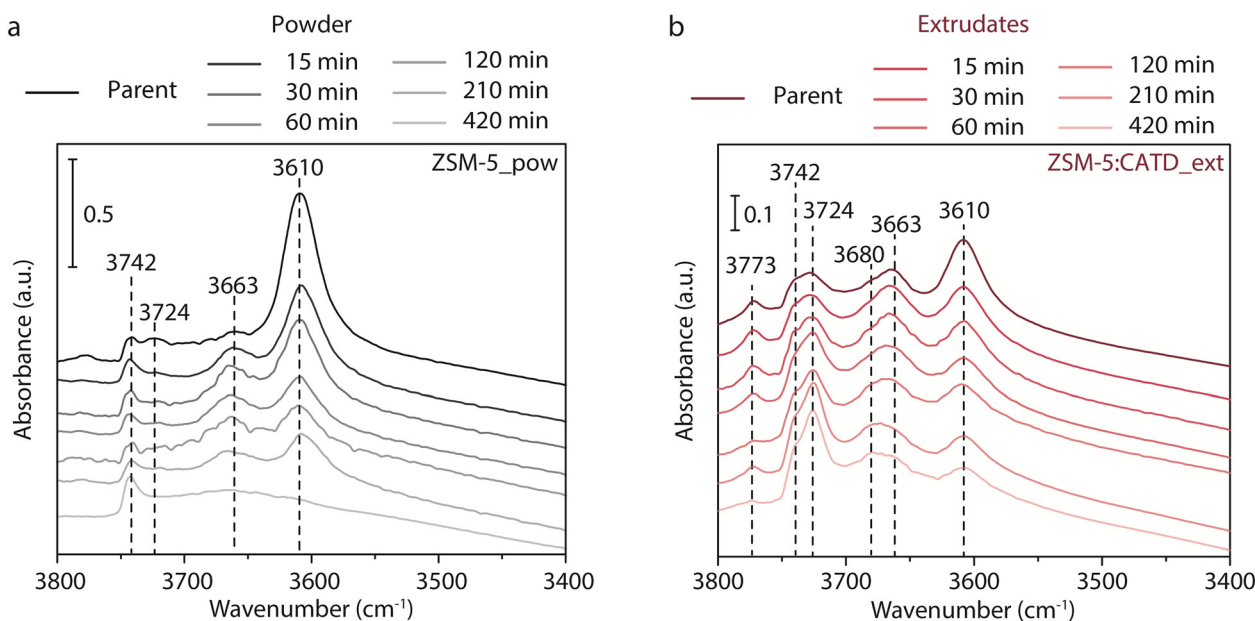 a
Powder
Parent
15 min
30 min
60 min
120 min
210 min
420 min
ZSM-5_pow
0.5
3742
3724
3663
3610
Absorbance (a.u.)
3800
3700
3600
3500
3400
Wavenumber (cm⁻¹)
b
Extrudates
Parent
15 min
30 min
60 min
120 min
210 min
420 min
ZSM-5:CATD_ext
0.1
3773
3742
3724
3680
3663
3610
Absorbance (a.u.)
3800
3700
3600
3500
3400
Wavenumber (cm⁻¹)